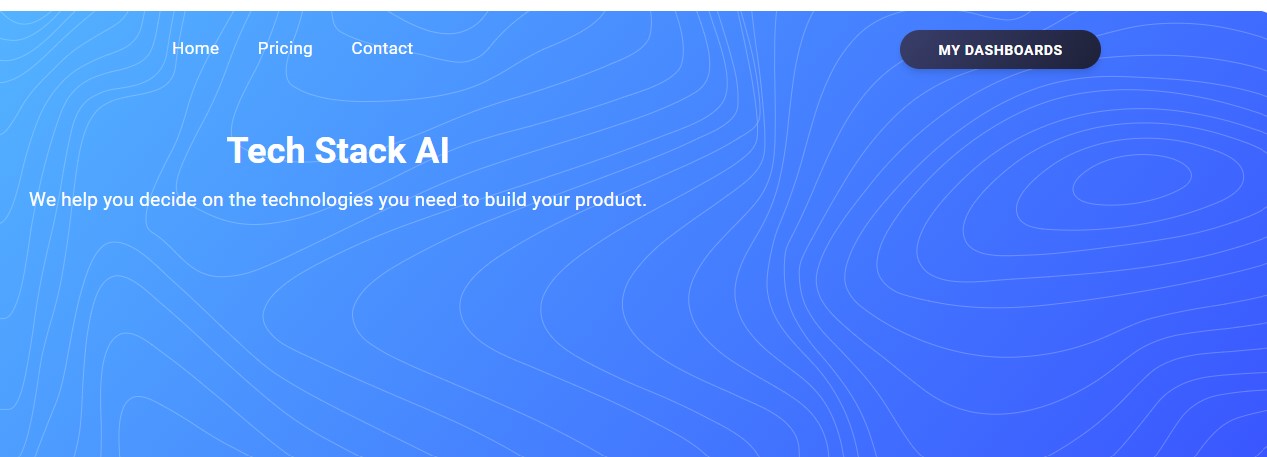 Home Pricing Contact MY DASHBOARDS
Tech Stack AI
We help you decide on the technologies you need to build your product.